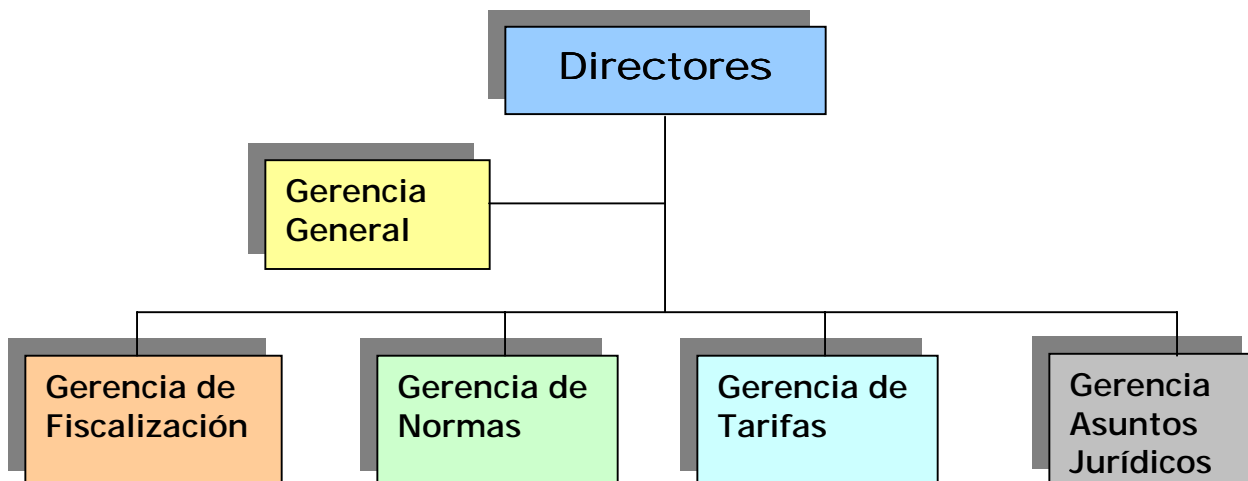 Directores
Gerencia
General
Gerencia de
Fiscalización
Gerencia de
Normas
Gerencia de
Tarifas
Gerencia
Asuntos
Jurídicos